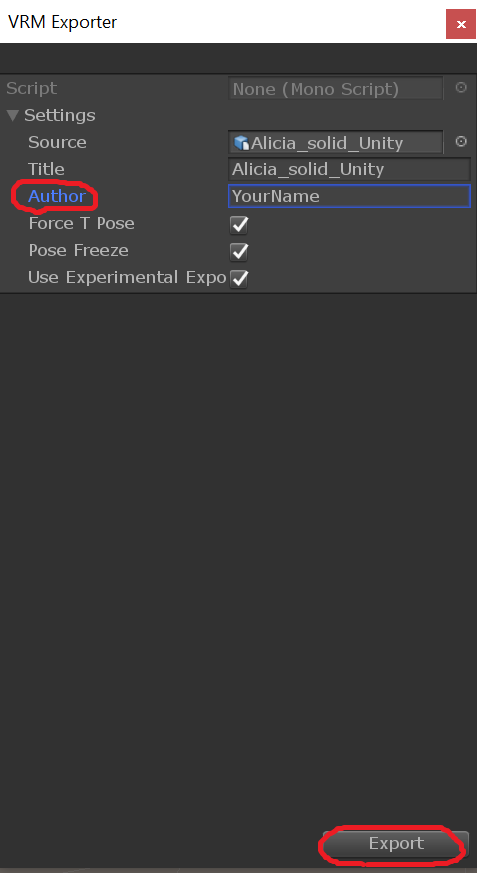 VRM Exporter
Script None (Mono Script)
Settings
Source Alicia_solid_Unity
Title Alicia_solid_Unity
Author YourName
Force T Pose
Pose Freeze
Use Experimental Expo
Export